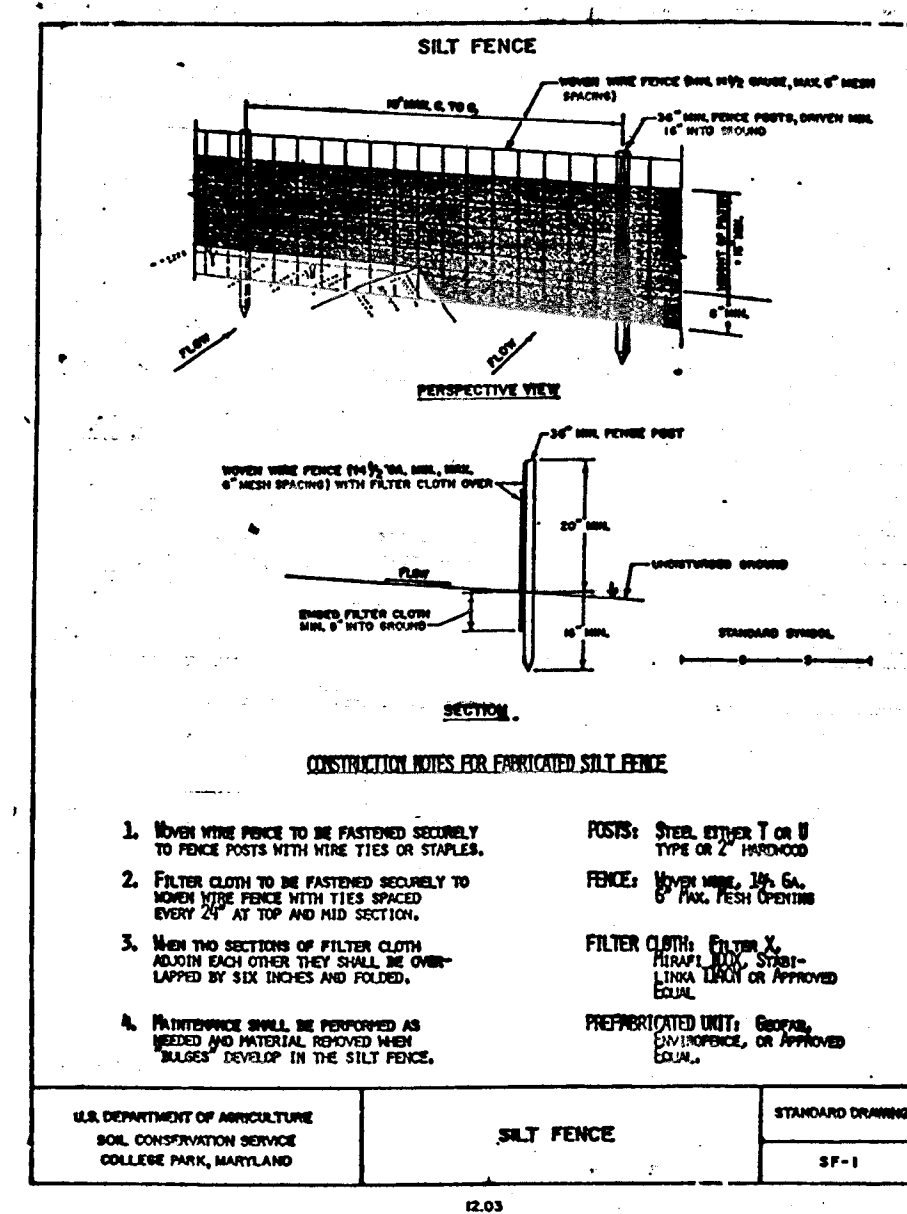 SILT FENCE
WOVEN WIRE FENCE (MIN. 14 1/2 GAUGE, MAX. 6" MESH
SPACING)
10' MAX. C. TO C.
36" MIN. FENCE POSTS, DRIVEN MIN.
16" INTO GROUND
HEIGHT OF FILTER
8" MIN.
FLOW
FLOW
PERSPECTIVE VIEW
36" MIN. FENCE POST
WOVEN WIRE FENCE (14 1/2 GA. MIN., MAX.
6" MESH SPACING) WITH FILTER CLOTH OVER
20" MIN.
FLOW
UNDISTURBED GROUND
EMBED FILTER CLOTH
MIN. 8" INTO GROUND
16" MIN.
STANDARD SYMBOL
SECTION
CONSTRUCTION NOTES FOR FABRICATED SILT FENCE
1. WOVEN WIRE FENCE TO BE FASTENED SECURELY
TO FENCE POSTS WITH WIRE TIES OR STAPLES.
2. FILTER CLOTH TO BE FASTENED SECURELY TO
WOVEN WIRE FENCE WITH TIES SPACED
EVERY 24" AT TOP AND MID SECTION.
3. WHEN TWO SECTIONS OF FILTER CLOTH
ADJOIN EACH OTHER THEY SHALL BE OVER-
LAPPED BY SIX INCHES AND FOLDED.
4. MAINTENANCE SHALL BE PERFORMED AS
NEEDED AND MATERIAL REMOVED WHEN
"BULGES" DEVELOP IN THE SILT FENCE.
POSTS: STEEL EITHER T OR U
TYPE OR 2" HARDWOOD
FENCE: WOVEN WIRE, 14½ GA.
6" MAX. MESH OPENING
FILTER CLOTH: FILTER X,
MIRAFI 100X, STABI-
LINKA OR APPROVED
EQUAL
PREFABRICATED UNIT: GEOFAB,
ENVIROFENCE, OR APPROVED
EQUAL.
U.S. DEPARTMENT OF AGRICULTURE
SOIL CONSERVATION SERVICE
COLLEGE PARK, MARYLAND
SILT FENCE
STANDARD DRAWING
SF-1
12.03